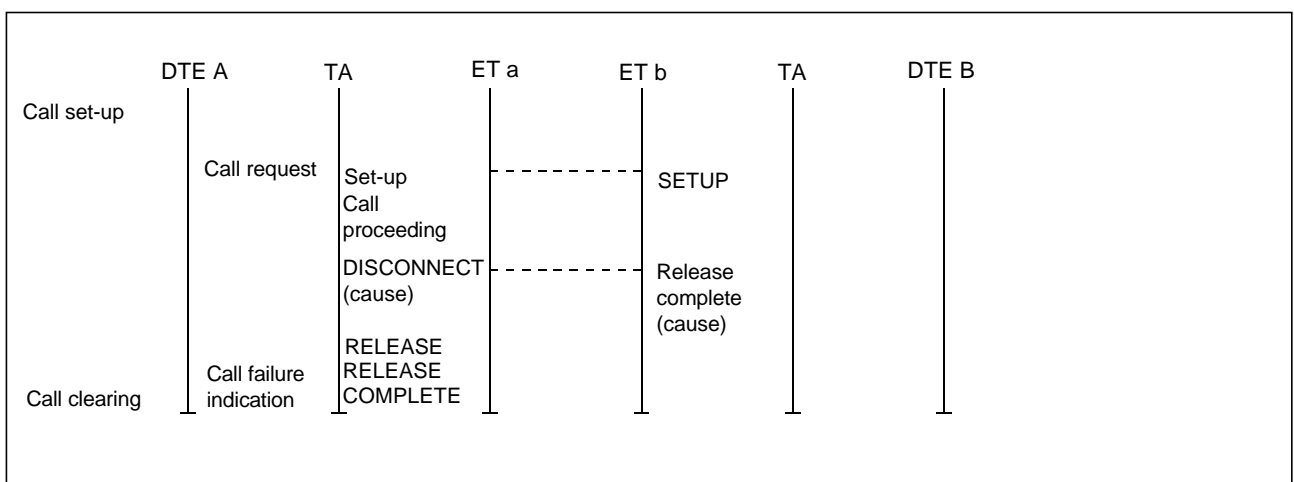 DTE A TA ET a ET b TA DTE B
Call set-up
Call request
Set-up
Call
proceeding
SETUP
DISCONNECT
(cause)
Release
complete
(cause)
RELEASE
RELEASE
COMPLETE
Call failure
indication
Call clearing